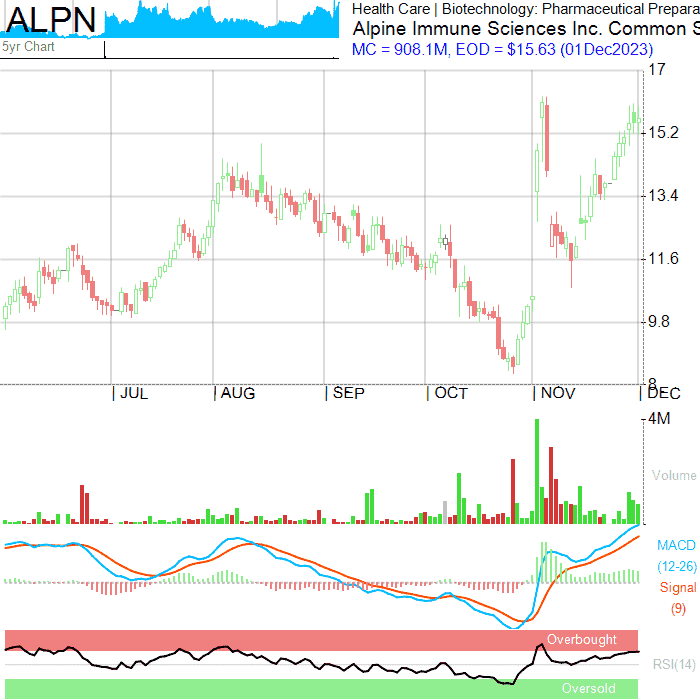 ALPN
5yr Chart
Health Care | Biotechnology: Pharmaceutical Prepara
Alpine Immune Sciences Inc. Common S
MC = 908.1M, EOD = $15.63 (01Dec2023)
17
15.2
13.4
11.6
9.8
8
JUL AUG SEP OCT NOV DEC
4M
Volume
MACD
(12-26)
Signal
(9)
Overbought
RSI(14)
Oversold